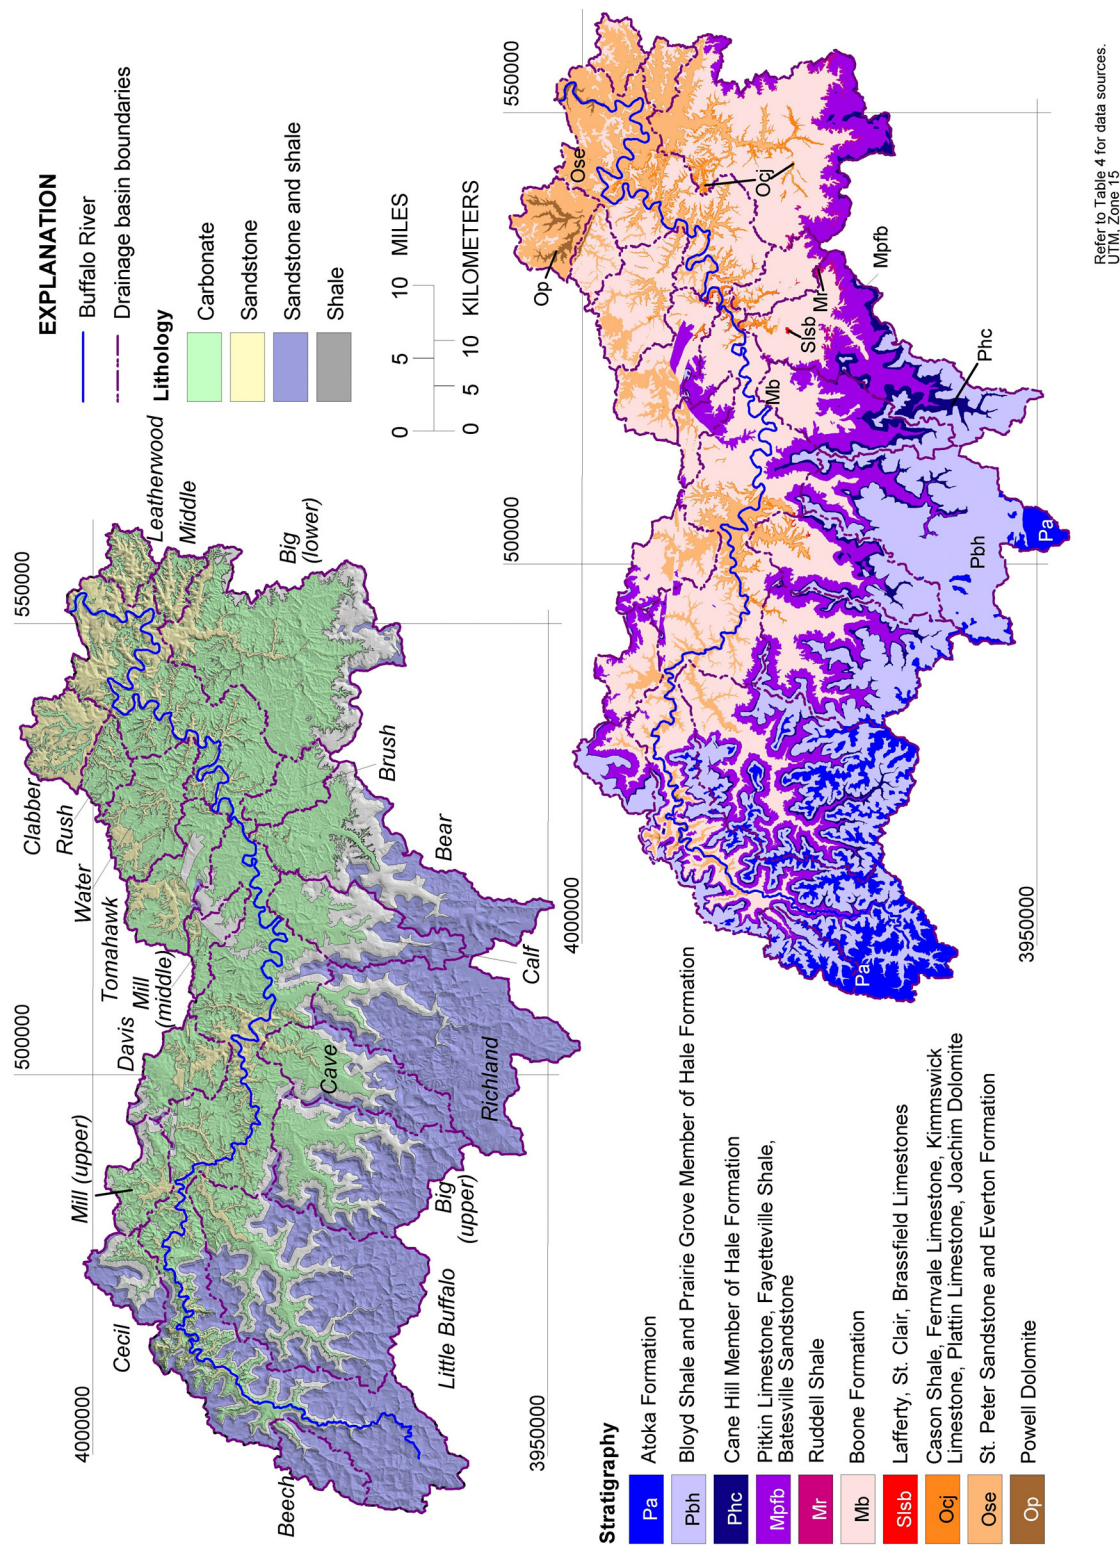 EXPLANATION
Buffalo River
Drainage basin boundaries
Lithology
Carbonate
Sandstone
Sandstone and shale
Shale
0 5 10 MILES
0 5 10 KILOMETERS
400000
3950000
500000
550000
Beech
Cecil
Mill (upper)
Little Buffalo
Big
(upper)
Davis
Mill
(middle)
Tomahawk
Water
Rush
Clabber
Cave
Richland
Calf
Bear
Brush
Big
(lower)
Middle
Leatherwood
Stratigraphy
Pa Atoka Formation
Pbh Bloyd Shale and Prairie Grove Member of Hale Formation
Phc Cane Hill Member of Hale Formation
Mpfb Pitkin Limestone, Fayetteville Shale,
Batesville Sandstone
Mr Ruddell Shale
Mb Boone Formation
Slsb Lafferty, St. Clair, Brassfield Limestones
Ocj Cason Shale, Fernvale Limestone, Kimmswick
Limestone, Plattin Limestone, Joachim Dolomite
Ose St. Peter Sandstone and Everton Formation
Op Powell Dolomite
4000000
3950000
500000
550000
Pa
Pbh
Pa
Phc
Mpfb
Mb
Slsb
Mr
Ocj
Op
Ose
Refer to Table 4 for data sources.
UTM, Zone 15